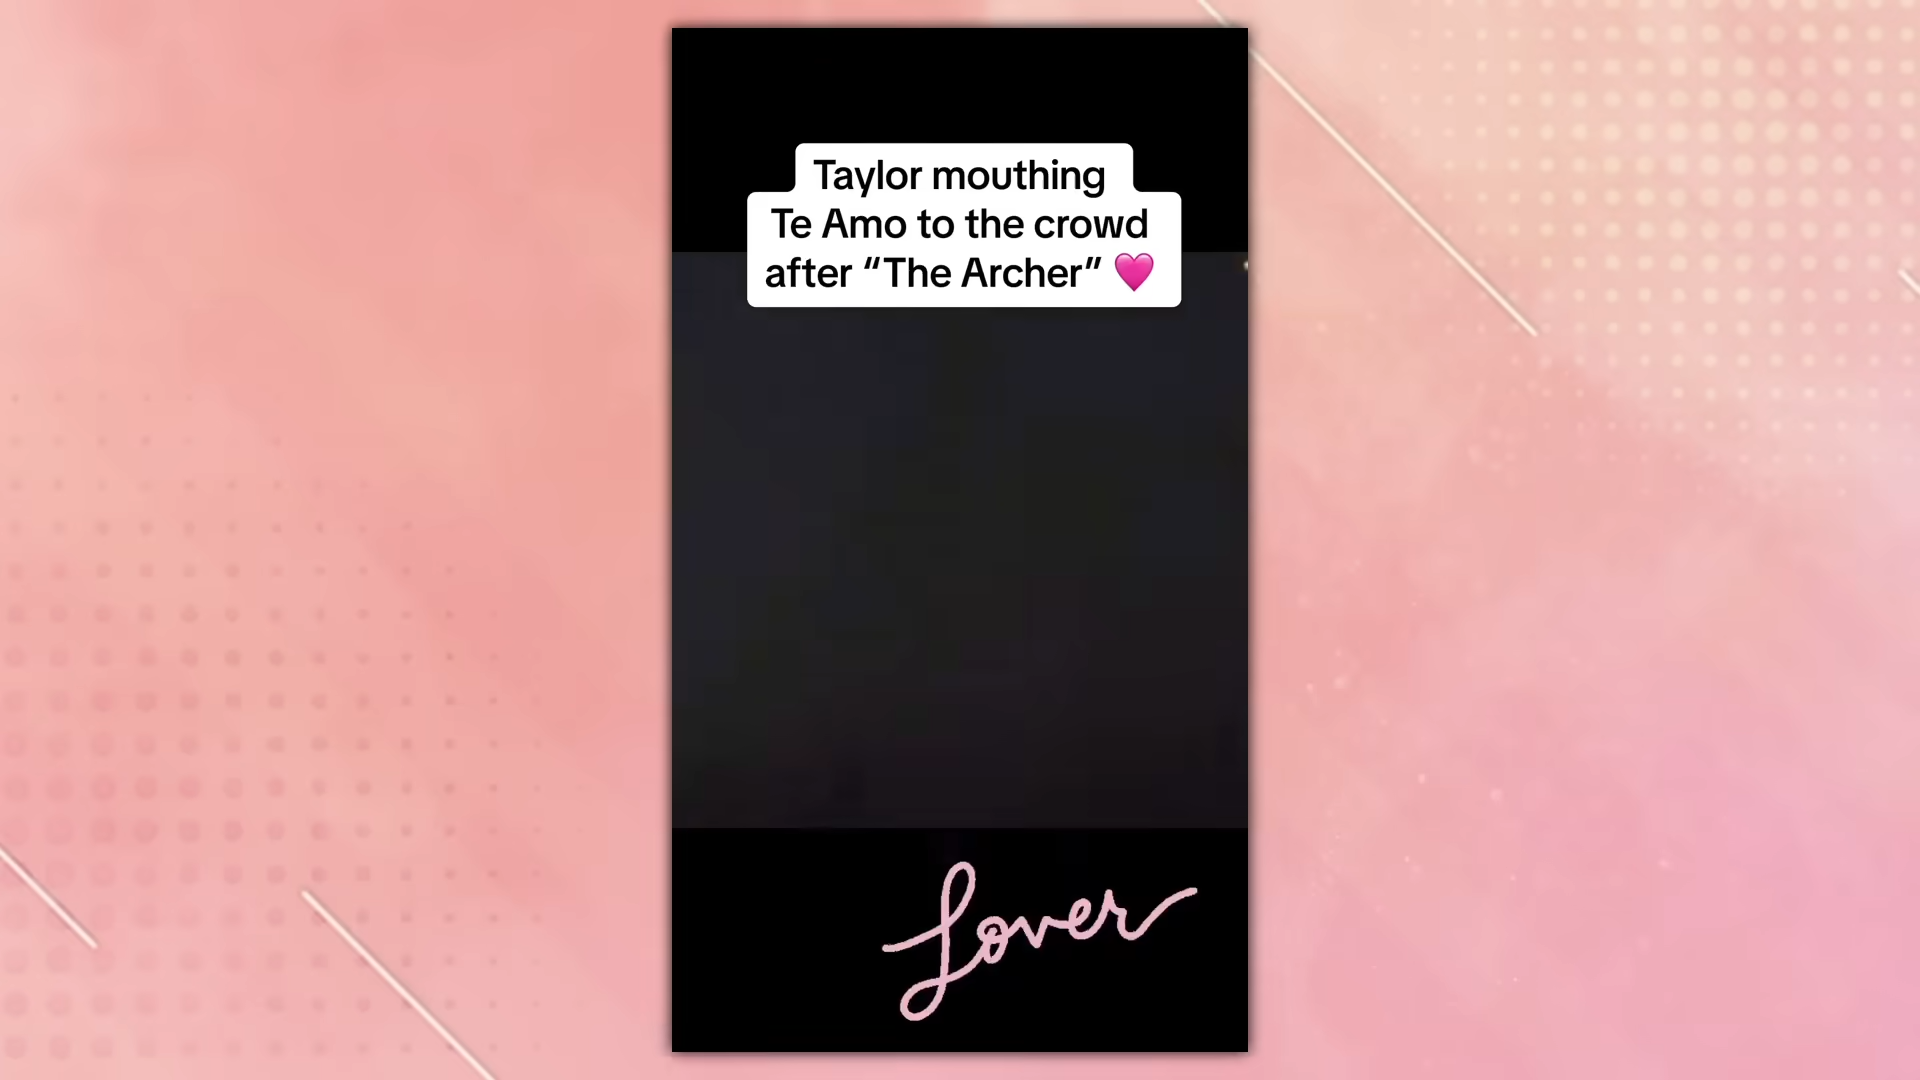 Taylor mouthing
Te Amo to the crowd
after “The Archer” 🩷
Lover